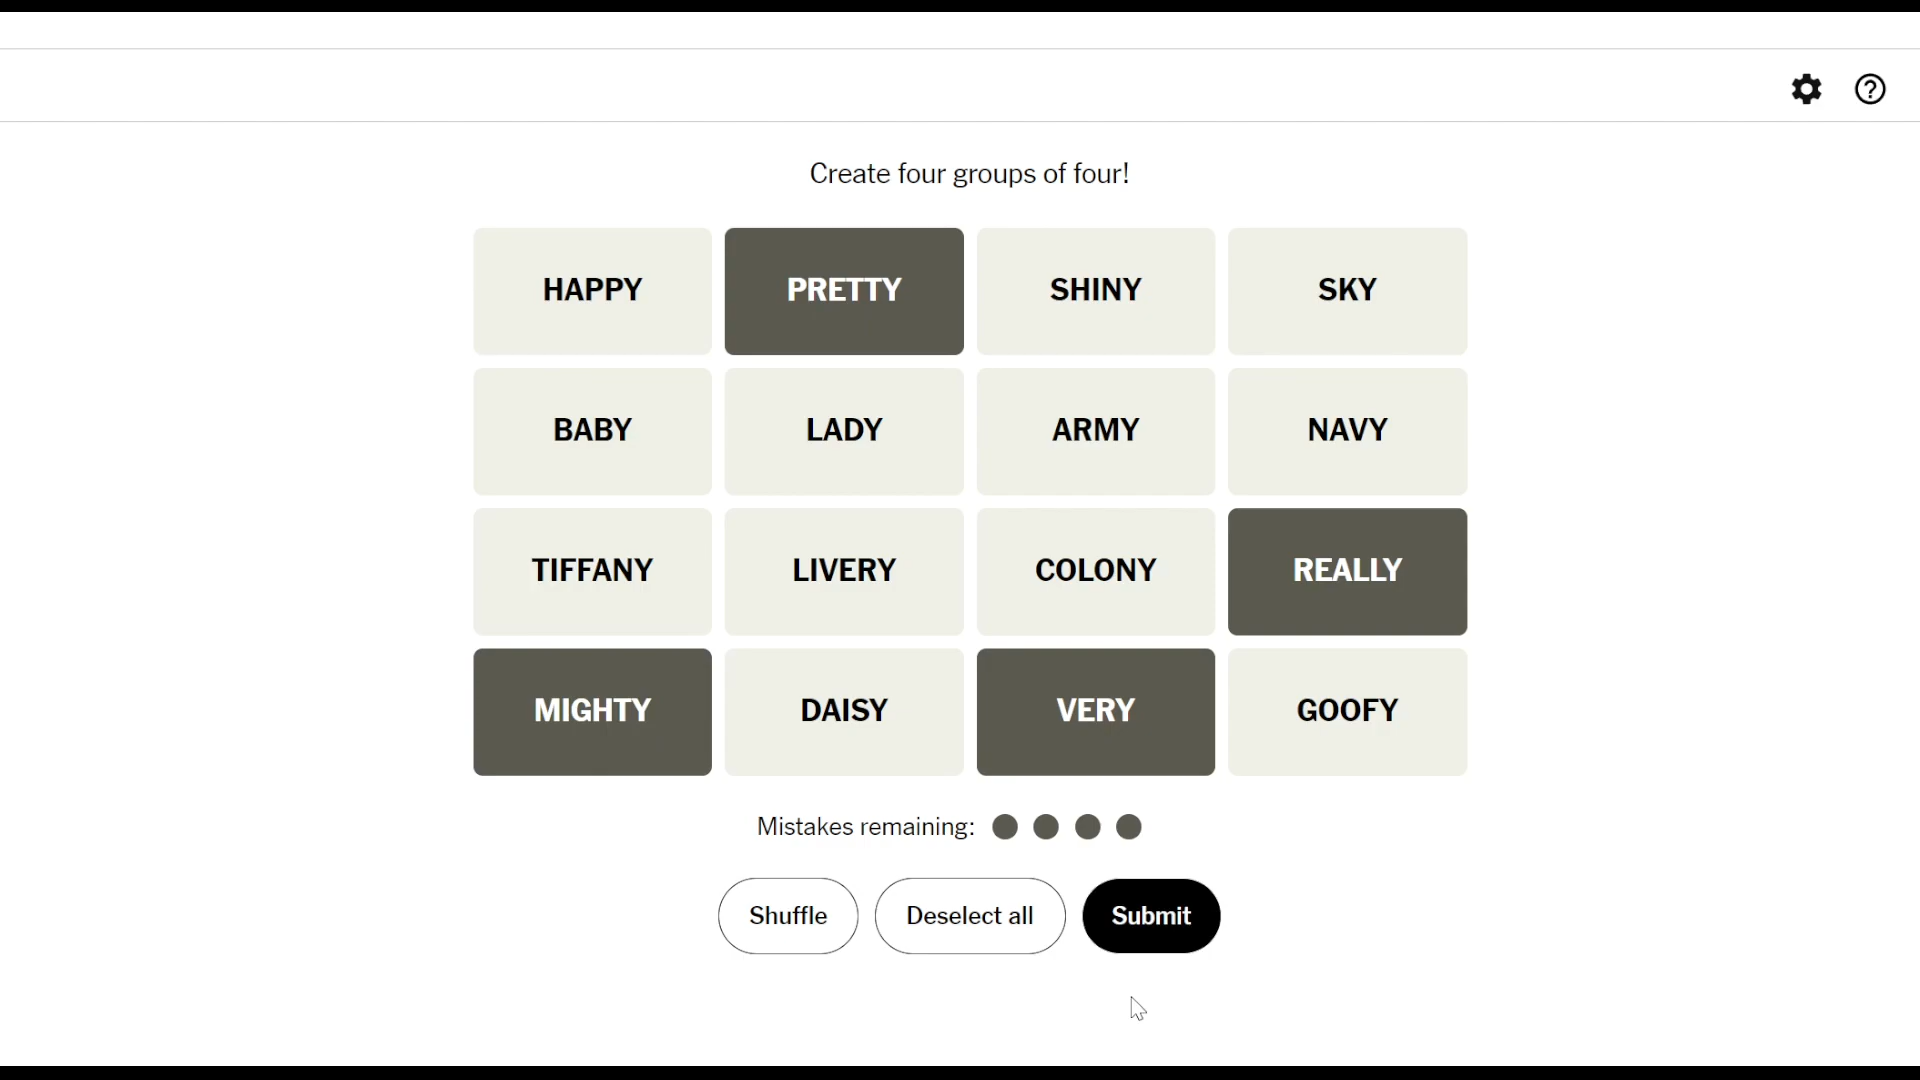 Create four groups of four!
HAPPY PRETTY SHINY SKY
BABY LADY ARMY NAVY
TIFFANY LIVERY COLONY REALLY
MIGHTY DAISY VERY GOOFY
Mistakes remaining:
Shuffle Deselect all Submit